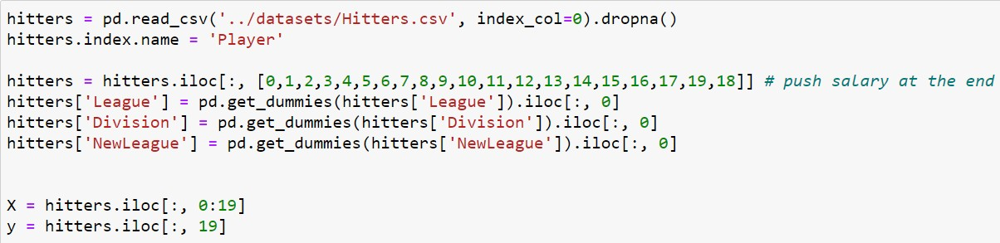 hitters = pd.read_csv('../datasets/Hitters.csv', index_col=0).dropna()
hitters.index.name = 'Player'
hitters = hitters.iloc[:, [0,1,2,3,4,5,6,7,8,9,10,11,12,13,14,15,16,17,19,18]] # push salary at the end
hitters['League'] = pd.get_dummies(hitters['League']).iloc[:, 0]
hitters['Division'] = pd.get_dummies(hitters['Division']).iloc[:, 0]
hitters['NewLeague'] = pd.get_dummies(hitters['NewLeague']).iloc[:, 0]
X = hitters.iloc[:, 0:19]
y = hitters.iloc[:, 19]